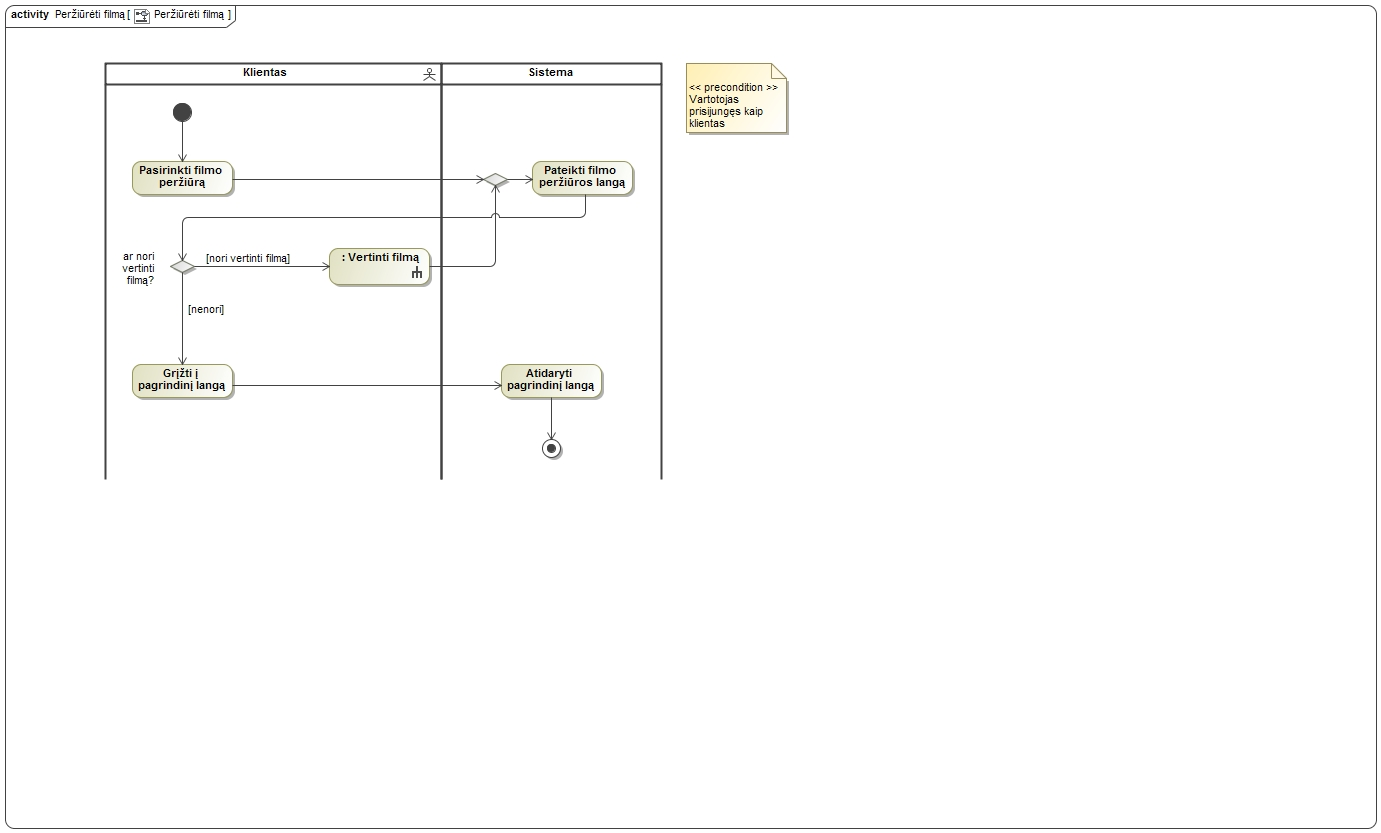 activity Peržiūrėti filmą [ Peržiūrėti filmą ]
Klientas
Sistema
<< precondition >>
Vartotojas
prisijungęs kaip
klientas
Pasirinkti filmo
peržiūrą
Pateikti filmo
peržiūros langą
ar nori
vertinti
filmą?
[nori vertinti filmą]
: Vertinti filmą
[nenori]
Grįžti į
pagrindinį langą
Atidaryti
pagrindinį langą